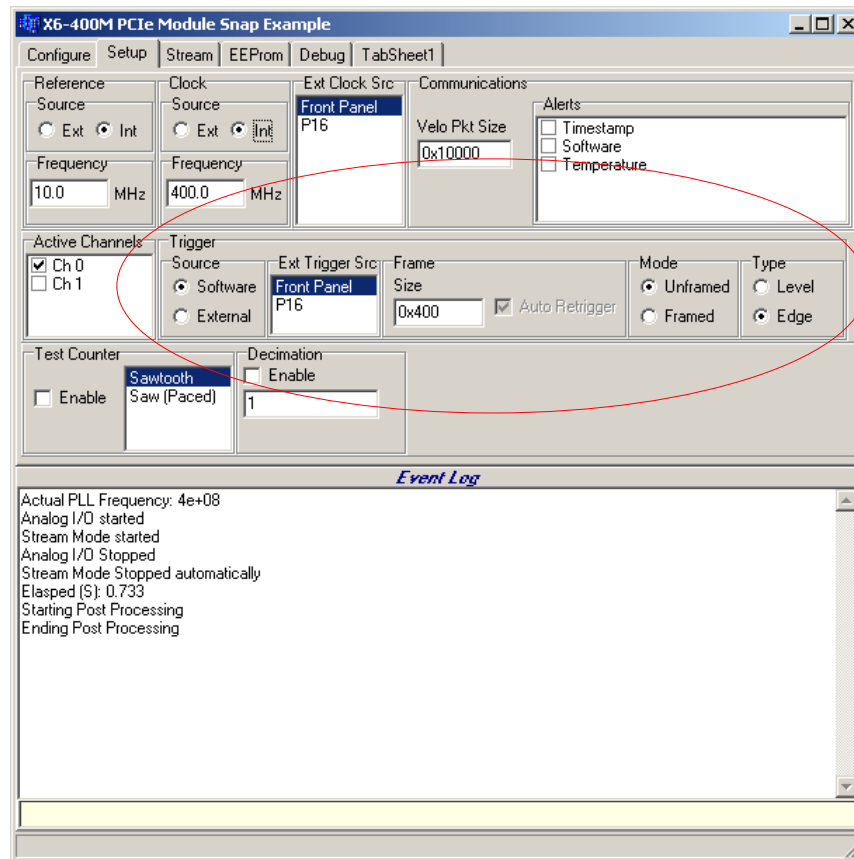 X6-400M PCIe Module Snap Example
Configure Setup Stream EEProm Debug TabSheet1
Reference
Source
Ext Int
Frequency
10.0 MHz
Clock
Source
Ext Int
Frequency
400.0 MHz
Ext Clock Src
Front Panel
P16
Communications
Velo Pkt Size
0x10000
Alerts
Timestamp
Software
Temperature
Active Channels
Ch 0
Ch 1
Trigger
Source
Software
External
Ext Trigger Src
Front Panel
P16
Frame
Size
0x400
Auto Retrigger
Mode
Unframed
Framed
Type
Level
Edge
Test Counter
Enable
Sawtooth
Saw (Paced)
Decimation
Enable
1
Event Log
Actual PLL Frequency: 4e+08
Analog I/O started
Stream Mode started
Analog I/O Stopped
Stream Mode Stopped automatically
Elasped (S): 0.733
Starting Post Processing
Ending Post Processing